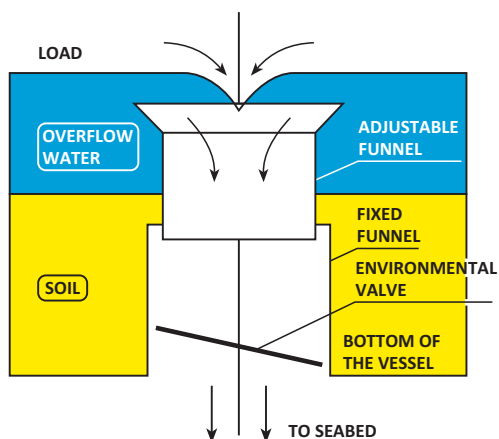 LOAD
OVERFLOW
WATER
ADJUSTABLE
FUNNEL
FIXED
FUNNEL
ENVIRONMENTAL
VALVE
SOIL
BOTTOM OF
THE VESSEL
TO SEABED